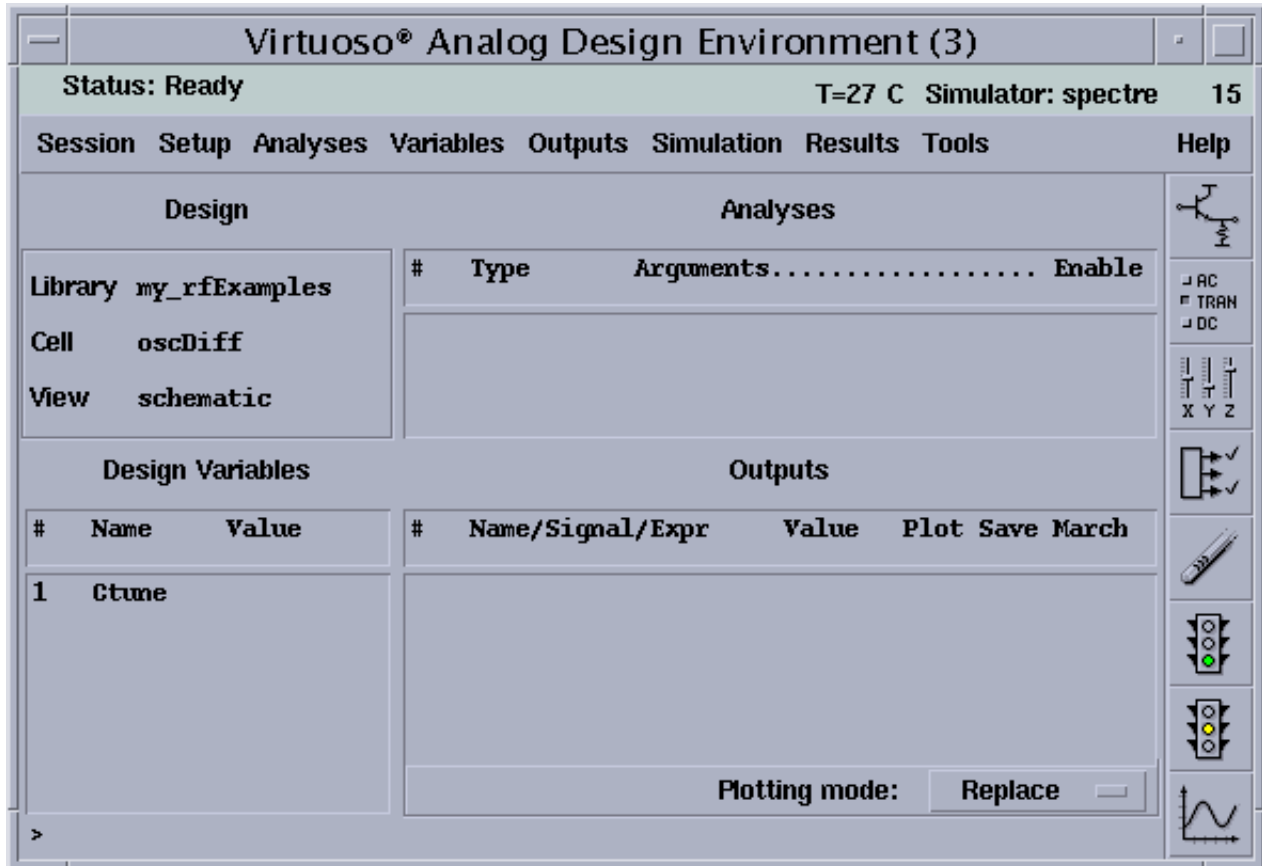 Virtuoso® Analog Design Environment (3)
Status: Ready
T=27 C Simulator: spectre 15
Session Setup Analyses Variables Outputs Simulation Results Tools Help
Design
Analyses
Library my_rfExamples
Cell oscDiff
View schematic
# Type Arguments................... Enable
Design Variables
Outputs
# Name Value
# Name/Signal/Expr Value Plot Save March
1 Ctune
Plotting mode: Replace
>
AC
TRAN
DC
X Y Z